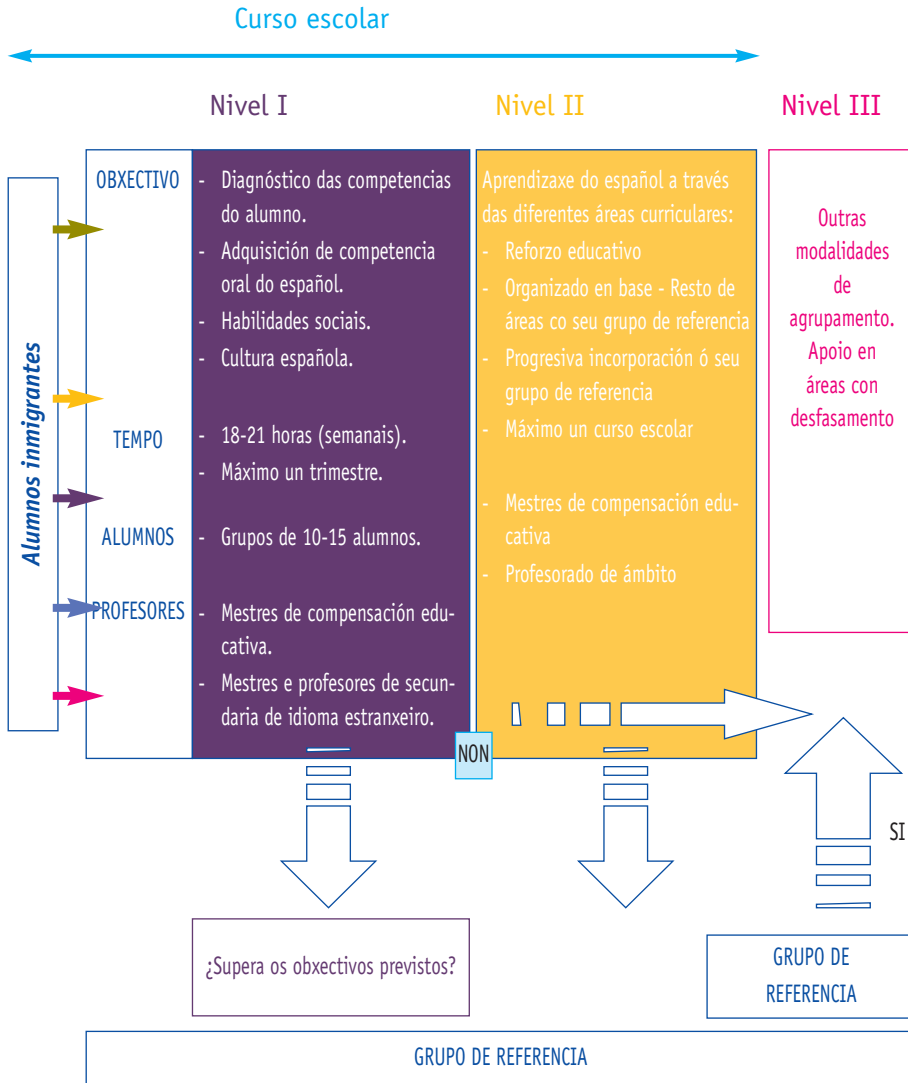 Curso escolar
Nivel I
Nivel II
Nivel III
Alumnos inmigrantes
OBXECTIVO
TEMPO
ALUMNOS
PROFESORES
- Diagnóstico das competencias
do alumno.
- Adquisición de competencia
oral do español.
- Habilidades sociais.
- Cultura española.
- 18-21 horas (semanais).
- Máximo un trimestre.
- Grupos de 10-15 alumnos.
- Mestres de compensación edu-
cativa.
- Mestres e profesores de secun-
daria de idioma estranxeiro.
Aprendizaxe do español a través
das diferentes áreas curriculares:
- Reforzo educativo
- Organizado en base - Resto de
áreas co seu grupo de referencia
- Progresiva incorporación ó seu
grupo de referencia
- Máximo un curso escolar
- Mestres de compensación edu-
cativa
- Profesorado de ámbito
Outras
modalidades
de
agrupamento.
Apoio en
áreas con
desfasamento
NON
SI
¿Supera os obxectivos previstos?
GRUPO DE
REFERENCIA
GRUPO DE REFERENCIA